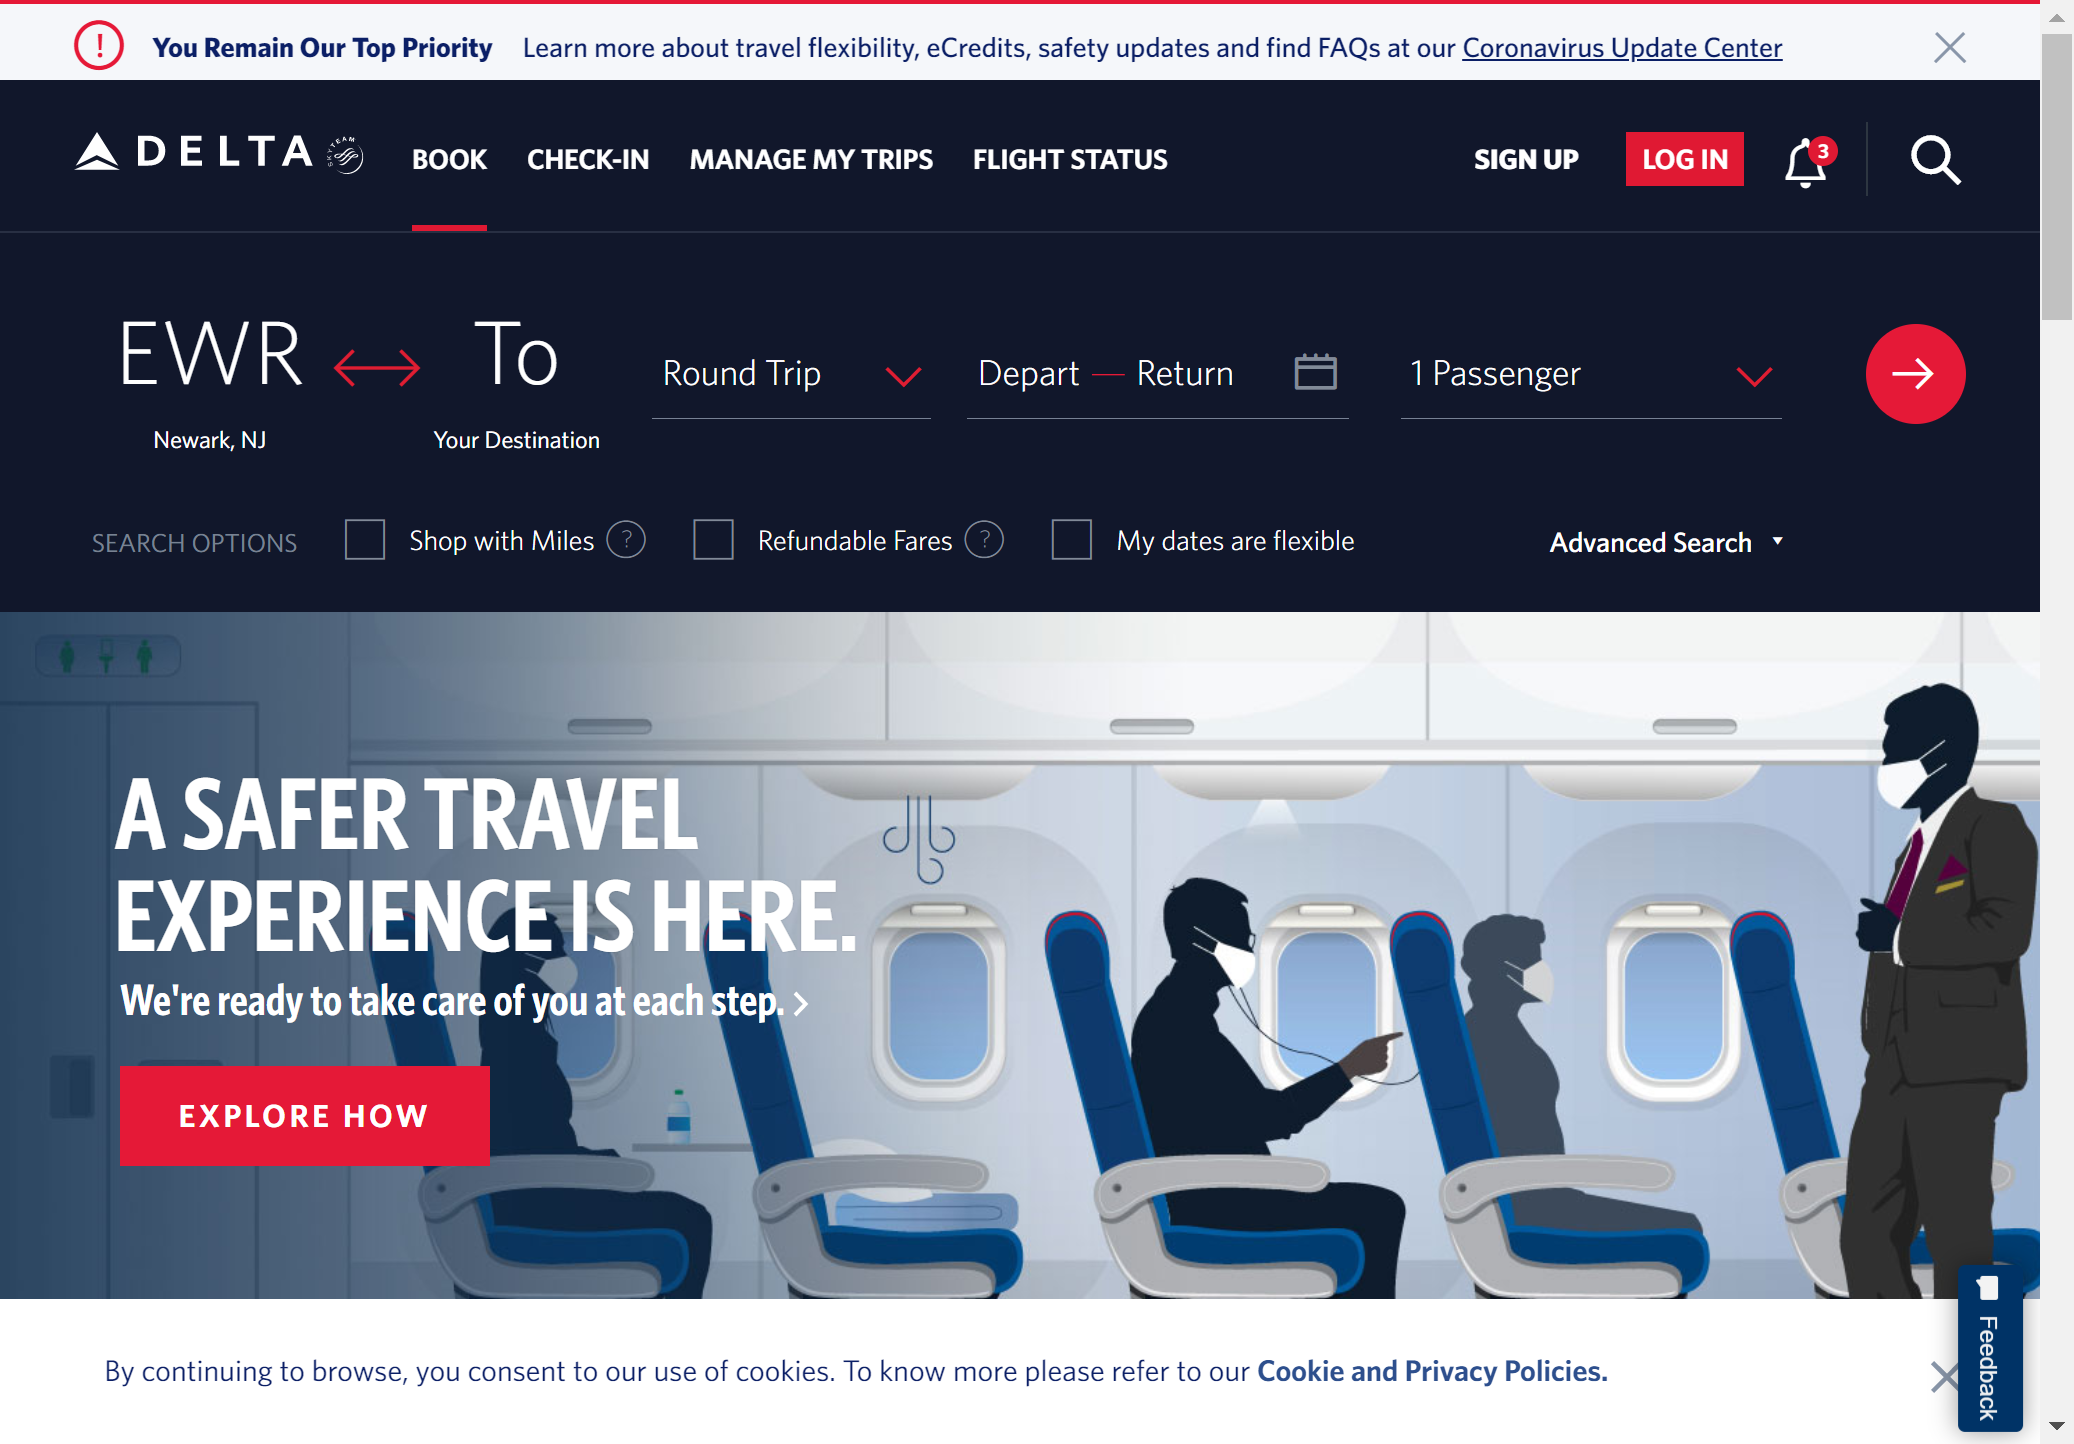 You Remain Our Top Priority Learn more about travel flexibility, eCredits, safety updates and find FAQs at our Coronavirus Update Center
DELTA SKYTEAM BOOK CHECK-IN MANAGE MY TRIPS FLIGHT STATUS SIGN UP LOG IN 3
EWR To Round Trip Depart — Return 1 Passenger
Newark, NJ Your Destination
SEARCH OPTIONS Shop with Miles ? Refundable Fares ? My dates are flexible Advanced Search
A SAFER TRAVEL
EXPERIENCE IS HERE.
We're ready to take care of you at each step.
EXPLORE HOW
By continuing to browse, you consent to our use of cookies. To know more please refer to our Cookie and Privacy Policies.
Feedback